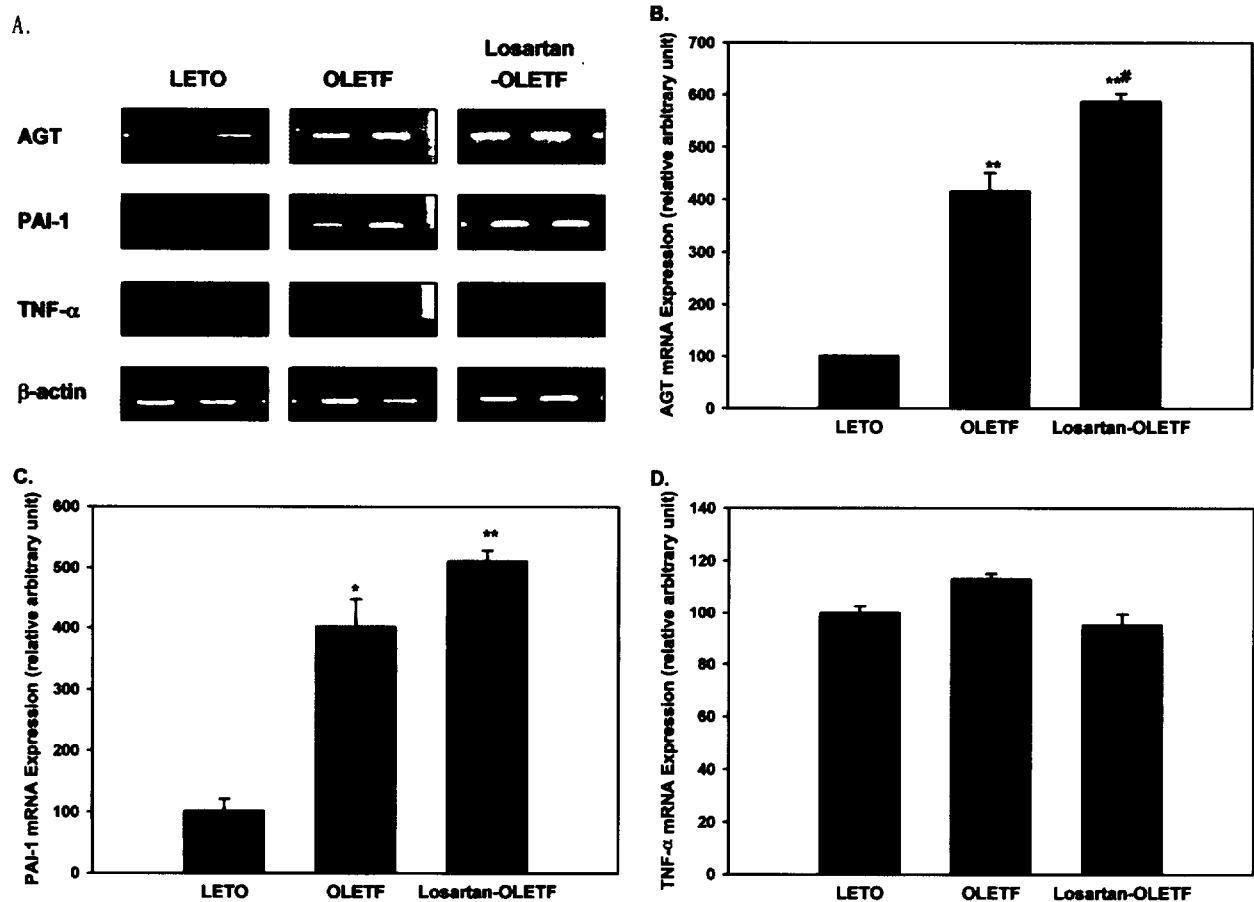 A.
LETO
OLETF
Losartan
-OLETF
AGT
PAI-1
TNF-α
β-actin
B.
AGT mRNA Expression (relative arbitrary unit)
700
600
500
400
300
200
100
0
**
**#
LETO
OLETF
Losartan-OLETF
C.
PAI-1 mRNA Expression (relative arbitrary unit)
600
500
400
300
200
100
0
*
**
LETO
OLETF
Losartan-OLETF
D.
TNF-α mRNA Expression (relative arbitrary unit)
140
120
100
80
60
40
20
0
LETO
OLETF
Losartan-OLETF